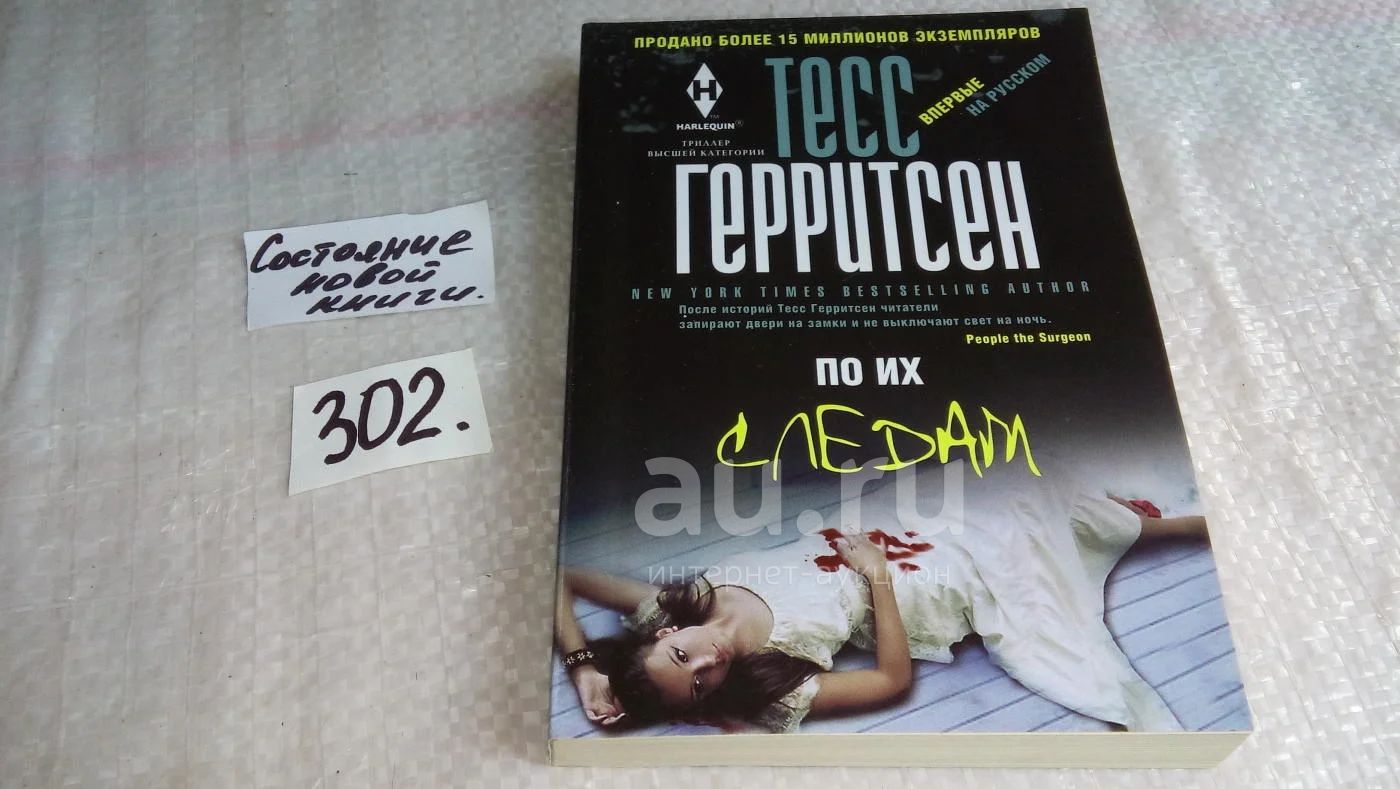 Состояние
новой
книги.
302.
ПРОДАНО БОЛЕЕ 15 МИЛЛИОНОВ ЭКЗЕМПЛЯРОВ
H
TM
HARLEQUIN®
ТРИЛЛЕР
ВЫСШЕЙ КАТЕГОРИИ
ТЕСС
ВПЕРВЫЕ
НА РУССКОМ
ГЕРРИТСЕН
NEW YORK TIMES BESTSELLING AUTHOR
После историй Тесс Герритсен читатели
запирают двери на замки и не выключают свет на ночь.
People the Surgeon
ПО ИХ
СЛЕДАМ
au.ru
интернет-аукцион